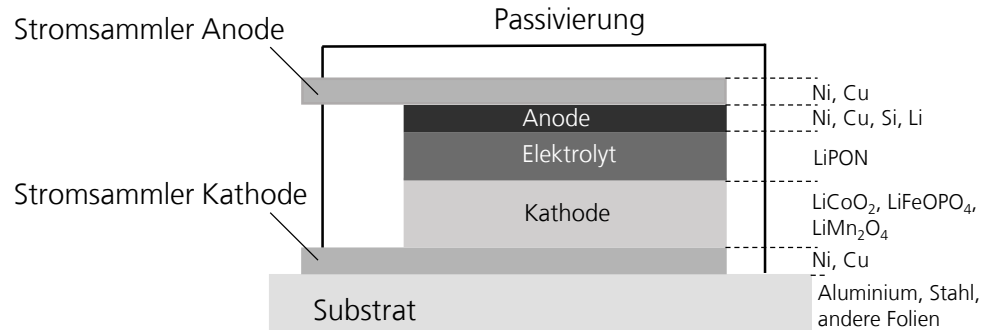 Passivierung
Stromsammler Anode
Ni, Cu
Anode
Ni, Cu, Si, Li
Elektrolyt
LiPON
Stromsammler Kathode
Kathode
LiCoO₂, LiFeOPO₄,
LiMn₂O₄
Ni, Cu
Substrat
Aluminium, Stahl,
andere Folien